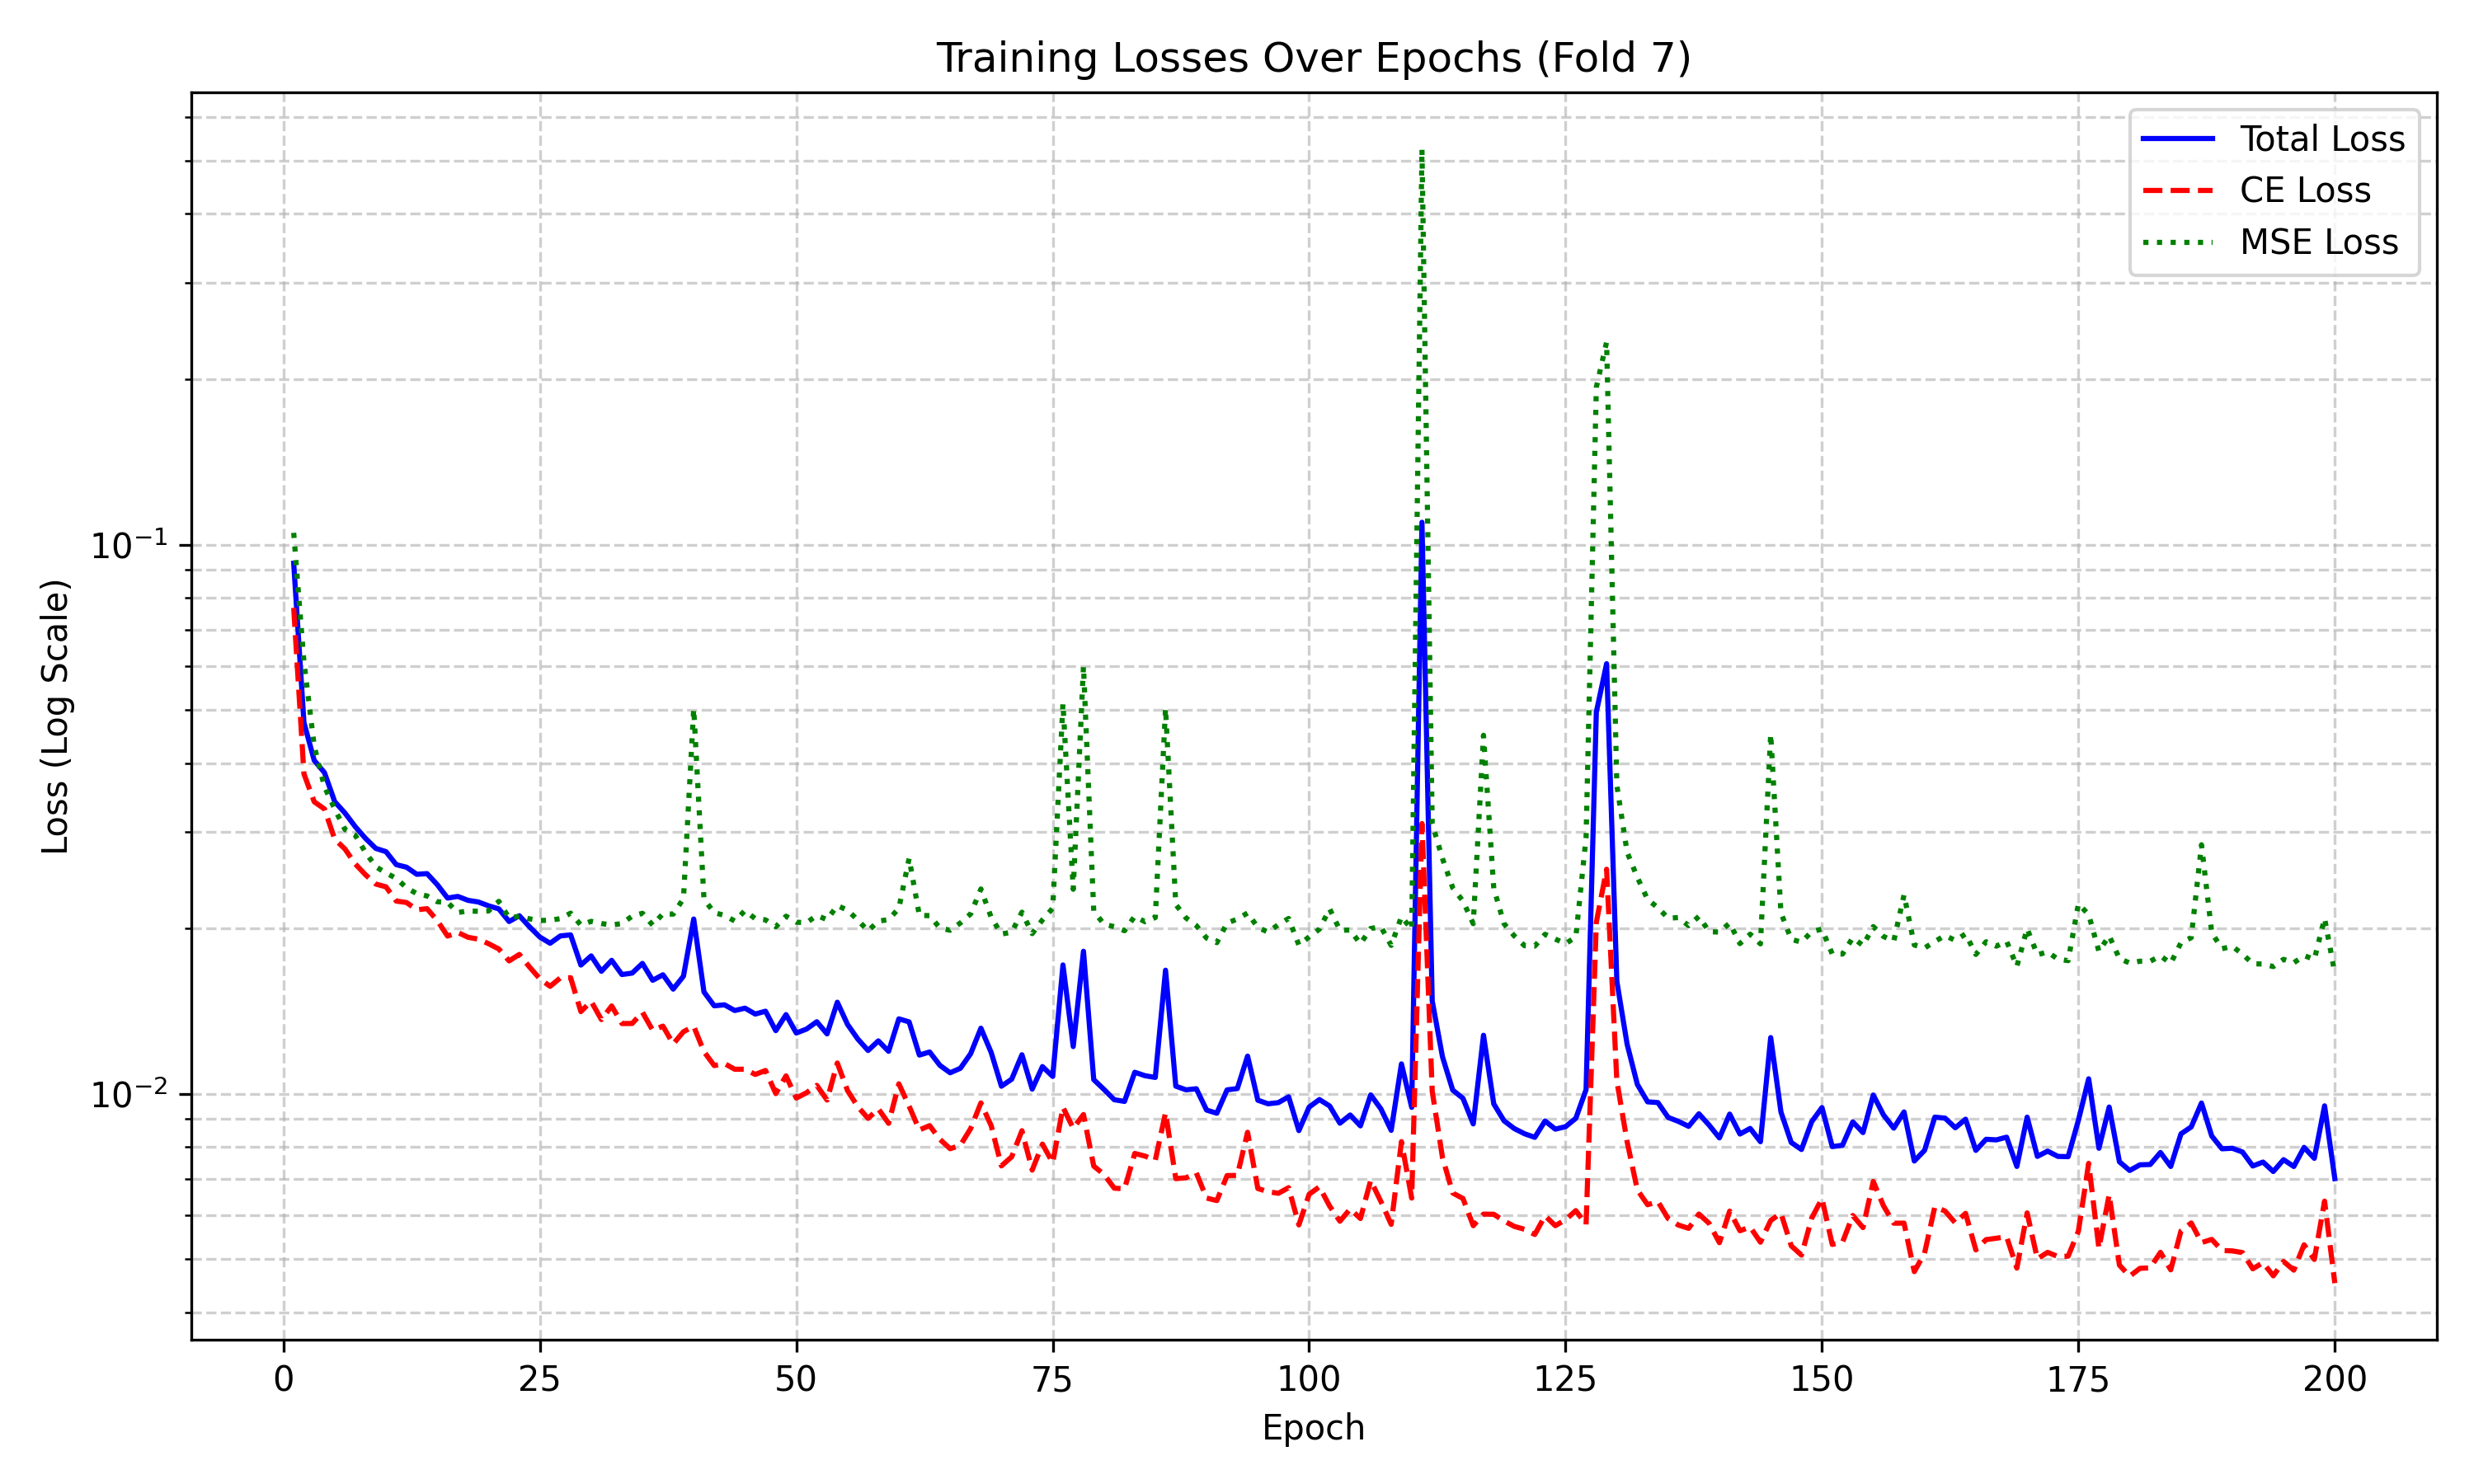 Training Losses Over Epochs (Fold 7)
Total Loss
CE Loss
MSE Loss
Loss (Log Scale)
10⁻¹
10⁻²
0 25 50 75 100 125 150 175 200
Epoch